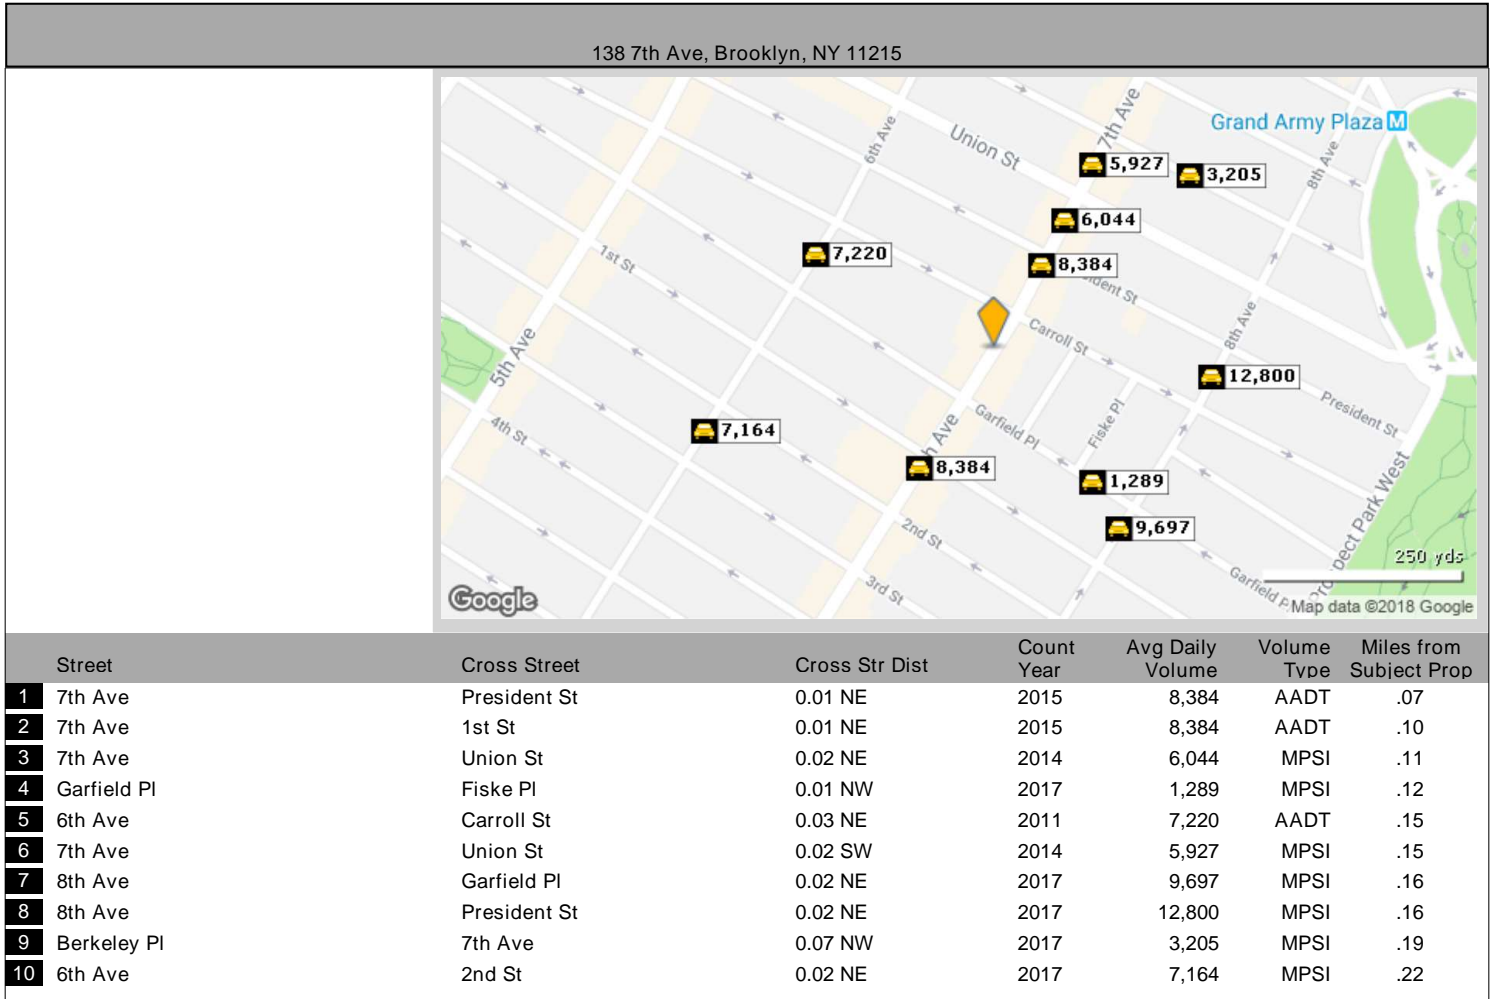 138 7th Ave, Brooklyn, NY 11215
7th Ave
Grand Army Plaza M
6th Ave
Union St
5,927
3,205
8th Ave
6,044
7,220
8,384
1st St
ident St
Carroll St
8th Ave
5th Ave
12,800
President St
4th St
7,164
Garfield Pl
Fiske Pl
h Ave
8,384
1,289
Prospect Park West
9,697
2nd St
250 yds
3rd St
Garfield P
Google
Map data ©2018 Google
Street Cross Street Cross Str Dist Count Year Avg Daily Volume Volume Type Miles from Subject Prop
1 7th Ave President St 0.01 NE 2015 8,384 AADT .07
2 7th Ave 1st St 0.01 NE 2015 8,384 AADT .10
3 7th Ave Union St 0.02 NE 2014 6,044 MPSI .11
4 Garfield Pl Fiske Pl 0.01 NW 2017 1,289 MPSI .12
5 6th Ave Carroll St 0.03 NE 2011 7,220 AADT .15
6 7th Ave Union St 0.02 SW 2014 5,927 MPSI .15
7 8th Ave Garfield Pl 0.02 NE 2017 9,697 MPSI .16
8 8th Ave President St 0.02 NE 2017 12,800 MPSI .16
9 Berkeley Pl 7th Ave 0.07 NW 2017 3,205 MPSI .19
10 6th Ave 2nd St 0.02 NE 2017 7,164 MPSI .22